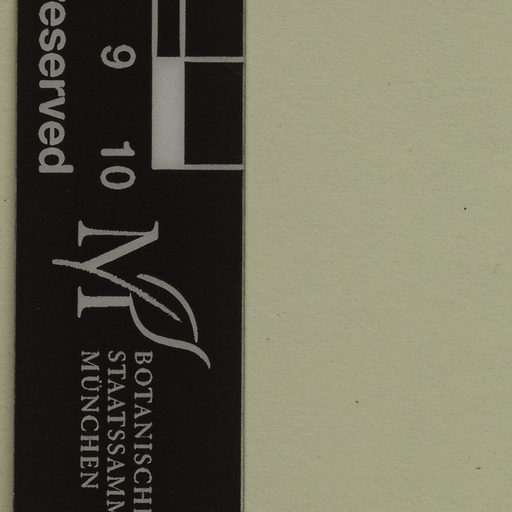 reserved
9 10
BOTANISCHE
STAATSSAMM
MÜNCHEN